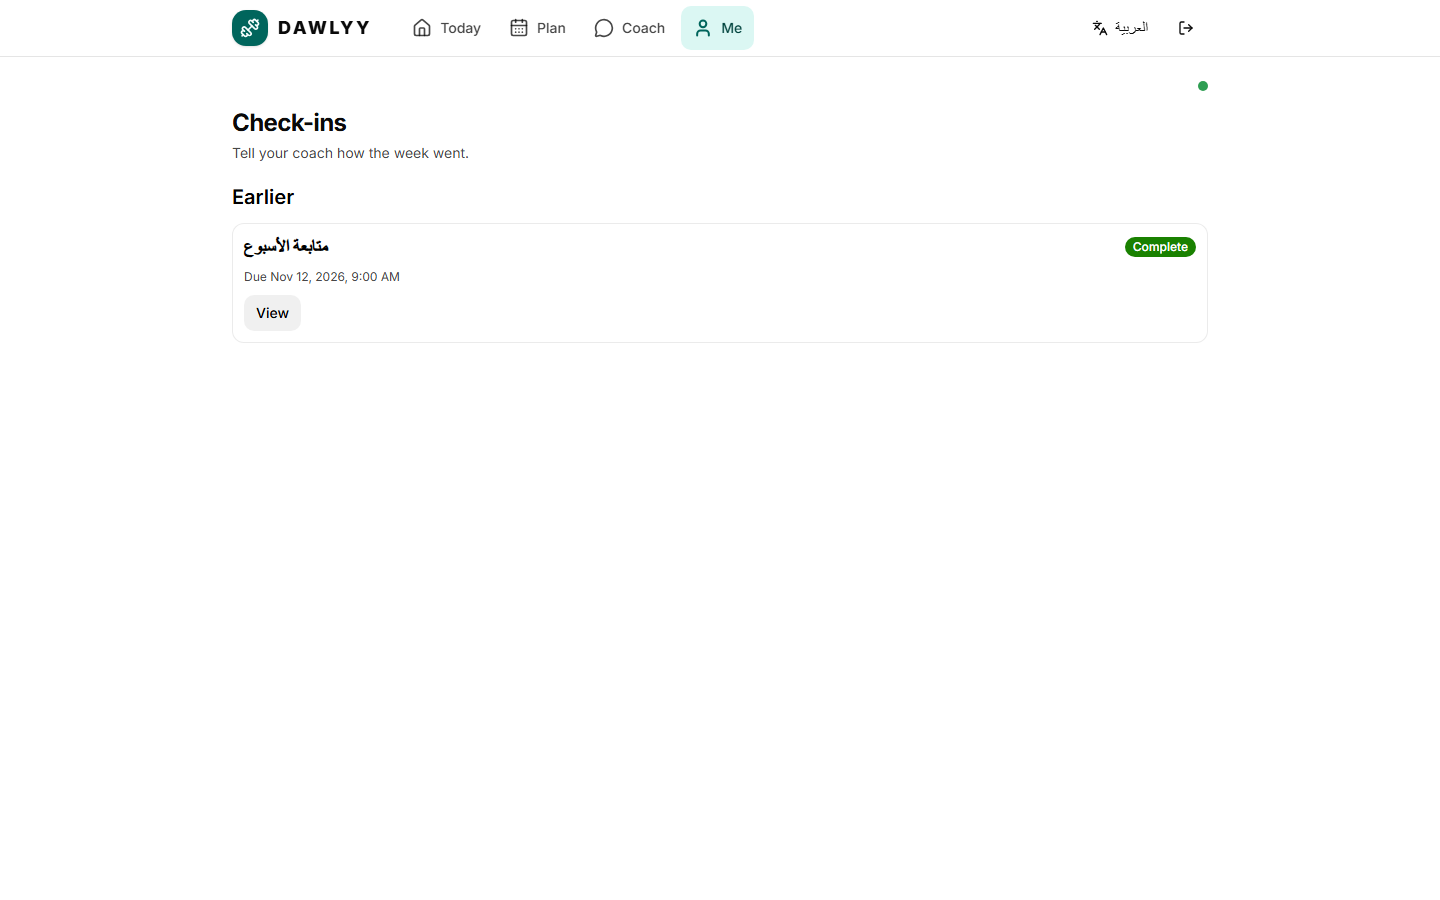 DAWLYY
Today
Plan
Coach
Me
العربية
Check-ins
Tell your coach how the week went.
Earlier
متابعة الأسبوع
Complete
Due Nov 12, 2026, 9:00 AM
View